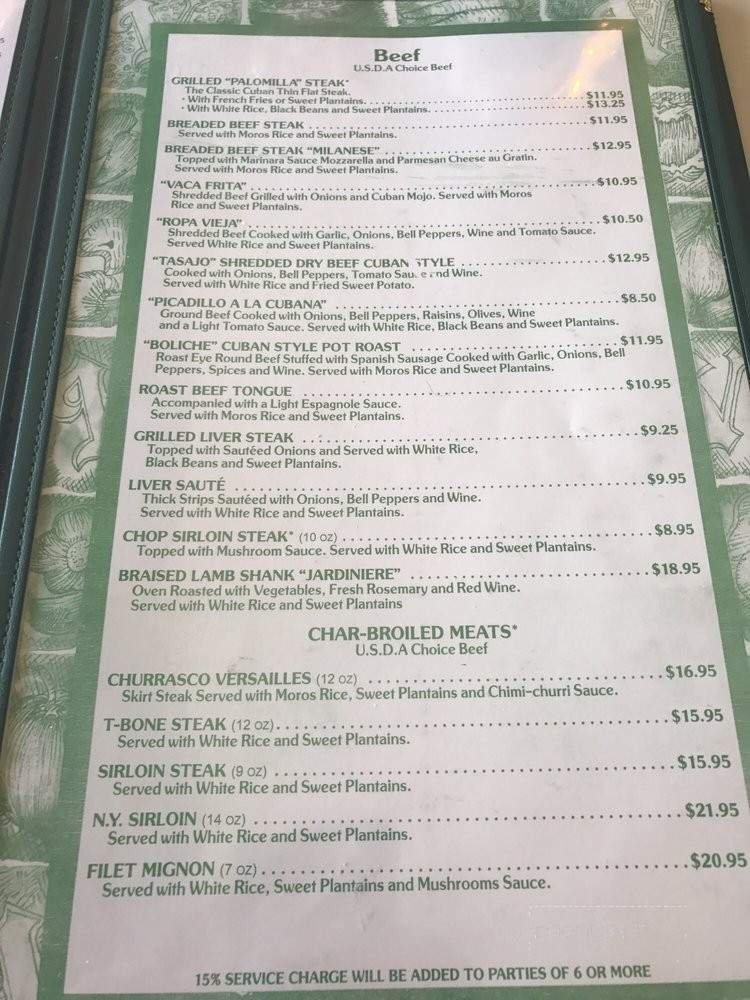 Beef
U.S.D.A Choice Beef
GRILLED "PALOMILLA" STEAK*
The Classic Cuban Thin Flat Steak.
• With French Fries or Sweet Plantains. . . . . . . . . . . . . . . . . . . . . . . . . . . . . . $11.95
• With White Rice, Black Beans and Sweet Plantains. . . . . . . . . . . . . . . . . . . . $13.25
BREADED BEEF STEAK . . . . . . . . . . . . . . . . . . . . . . . . . . . . . . $11.95
Served with Moros Rice and Sweet Plantains.
BREADED BEEF STEAK "MILANESE" . . . . . . . . . . . . . . . . . . . . . . . . $12.95
Topped with Marinara Sauce Mozzarella and Parmesan Cheese au Gratin.
Served with Moros Rice and Sweet Plantains.
"VACA FRITA" . . . . . . . . . . . . . . . . . . . . . . . . . . . . . . $10.95
Shredded Beef Grilled with Onions and Cuban Mojo. Served with Moros
Rice and Sweet Plantains.
"ROPA VIEJA" . . . . . . . . . . . . . . . . . . . . . . . . . . . . . . $10.50
Shredded Beef Cooked with Garlic, Onions, Bell Peppers, Wine and Tomato Sauce.
Served White Rice and Sweet Plantains.
"TASAJO" SHREDDED DRY BEEF CUBAN STYLE . . . . . . . . . . . . . . . . $12.95
Cooked with Onions, Bell Peppers, Tomato Sauce and Wine.
Served with White Rice and Fried Sweet Potato.
"PICADILLO A LA CUBANA" . . . . . . . . . . . . . . . . . . . . . . . . $8.50
Ground Beef Cooked with Onions, Bell Peppers, Raisins, Olives, Wine
and a Light Tomato Sauce. Served with White Rice, Black Beans and Sweet Plantains.
"BOLICHE" CUBAN STYLE POT ROAST . . . . . . . . . . . . . . . . . . . . $11.95
Roast Eye Round Beef Stuffed with Spanish Sausage Cooked with Garlic, Onions, Bell
Peppers, Spices and Wine. Served with Moros Rice and Sweet Plantains.
ROAST BEEF TONGUE . . . . . . . . . . . . . . . . . . . . . . . . . . . . $10.95
Accompanied with a Light Espagnole Sauce.
Served with Moros Rice and Sweet Plantains.
GRILLED LIVER STEAK . . . . . . . . . . . . . . . . . . . . . . . . . . . . $9.25
Topped with Sautéed Onions and Served with White Rice,
Black Beans and Sweet Plantains.
LIVER SAUTÉ . . . . . . . . . . . . . . . . . . . . . . . . . . . . . . $9.95
Thick Strips Sautéed with Onions, Bell Peppers and Wine.
Served with White Rice and Sweet Plantains.
CHOP SIRLOIN STEAK* (10 oz) . . . . . . . . . . . . . . . . . . . . . . . . $8.95
Topped with Mushroom Sauce. Served with White Rice and Sweet Plantains.
BRAISED LAMB SHANK "JARDINIERE" . . . . . . . . . . . . . . . . . . . . $18.95
Oven Roasted with Vegetables, Fresh Rosemary and Red Wine.
Served with White Rice and Sweet Plantains
CHAR-BROILED MEATS*
U.S.D.A Choice Beef
CHURRASCO VERSAILLES (12 oz) . . . . . . . . . . . . . . . . . . . . . . . . $16.95
Skirt Steak Served with Moros Rice, Sweet Plantains and Chimi-churri Sauce.
T-BONE STEAK (12 oz). . . . . . . . . . . . . . . . . . . . . . . . . . . . $15.95
Served with White Rice and Sweet Plantains.
SIRLOIN STEAK (9 oz) . . . . . . . . . . . . . . . . . . . . . . . . . . . . $15.95
Served with White Rice and Sweet Plantains.
N.Y. SIRLOIN (14 oz) . . . . . . . . . . . . . . . . . . . . . . . . . . . . $21.95
Served with White Rice and Sweet Plantains.
FILET MIGNON (7 oz) . . . . . . . . . . . . . . . . . . . . . . . . . . . . $20.95
Served with White Rice, Sweet Plantains and Mushrooms Sauce.
15% SERVICE CHARGE WILL BE ADDED TO PARTIES OF 6 OR MORE